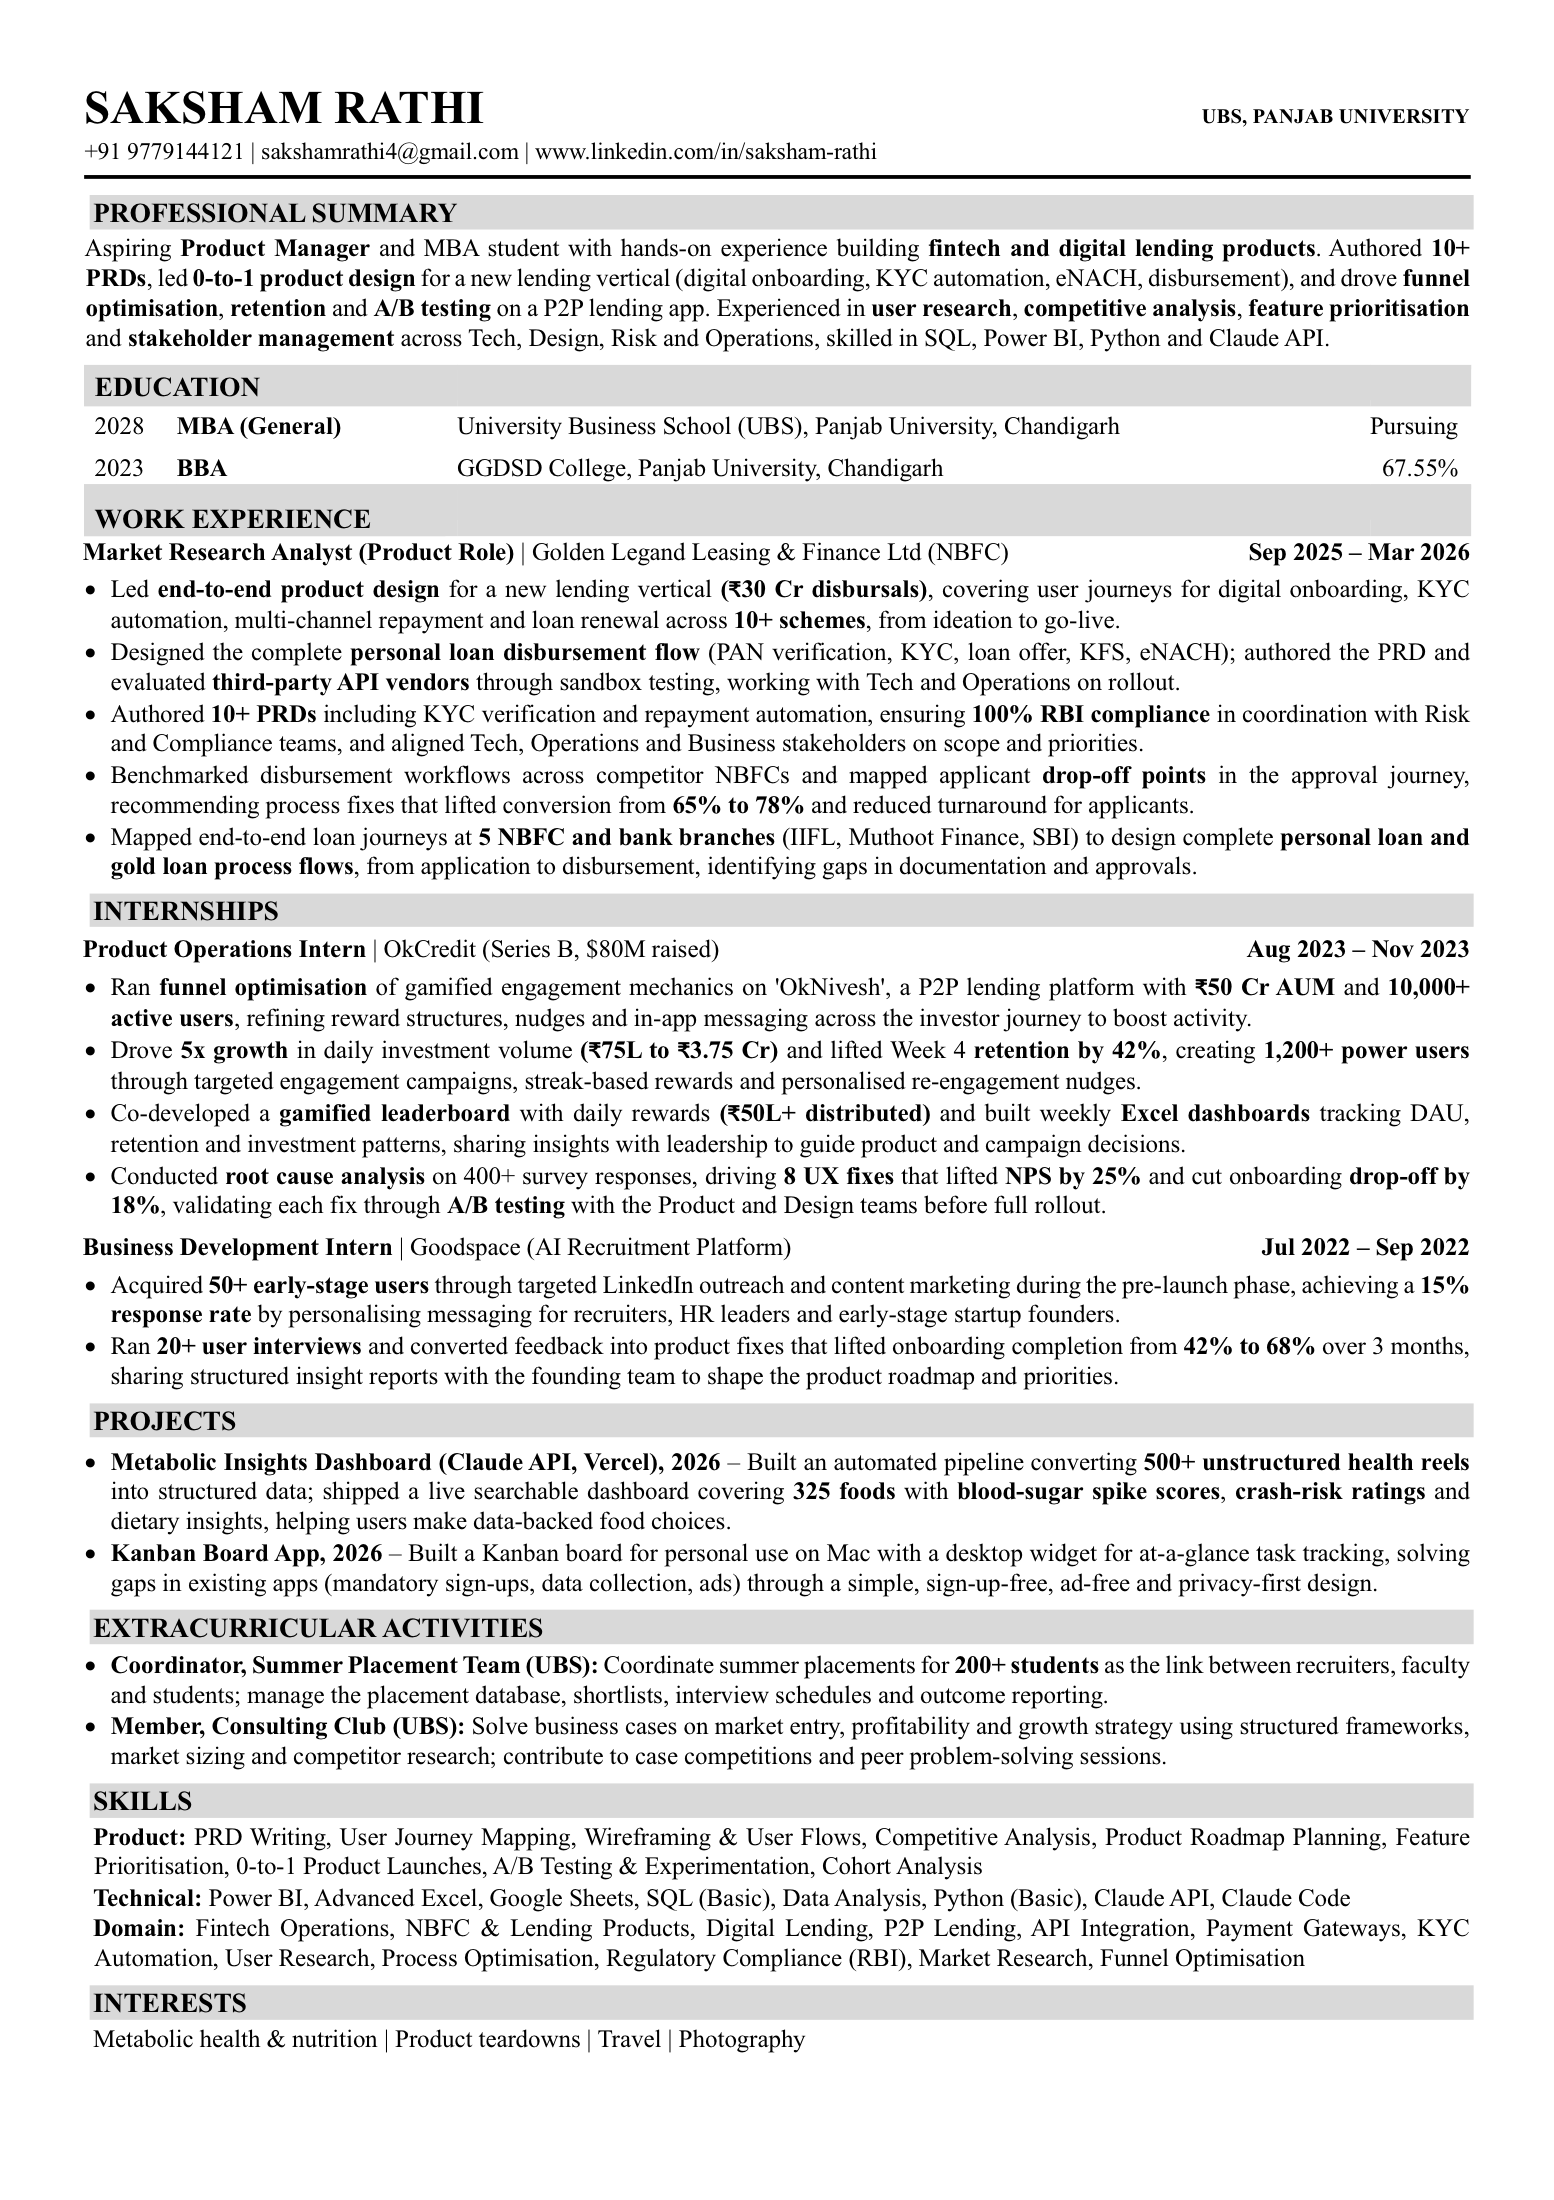 SAKSHAM RATHI
UBS, PANJAB UNIVERSITY
+91 9779144121 | sakshamrathi4@gmail.com | www.linkedin.com/in/saksham-rathi
PROFESSIONAL SUMMARY
Aspiring Product Manager and MBA student with hands-on experience building fintech and digital lending products. Authored 10+
PRDs, led 0-to-1 product design for a new lending vertical (digital onboarding, KYC automation, eNACH, disbursement), and drove funnel
optimisation, retention and A/B testing on a P2P lending app. Experienced in user research, competitive analysis, feature prioritisation
and stakeholder management across Tech, Design, Risk and Operations, skilled in SQL, Power BI, Python and Claude API.
EDUCATION
2028 MBA (General) University Business School (UBS), Panjab University, Chandigarh Pursuing
2023 BBA GGDSD College, Panjab University, Chandigarh 67.55%
WORK EXPERIENCE
Market Research Analyst (Product Role) | Golden Legand Leasing & Finance Ltd (NBFC) Sep 2025 – Mar 2026
• Led end-to-end product design for a new lending vertical (₹30 Cr disbursals), covering user journeys for digital onboarding, KYC
automation, multi-channel repayment and loan renewal across 10+ schemes, from ideation to go-live.
• Designed the complete personal loan disbursement flow (PAN verification, KYC, loan offer, KFS, eNACH); authored the PRD and
evaluated third-party API vendors through sandbox testing, working with Tech and Operations on rollout.
• Authored 10+ PRDs including KYC verification and repayment automation, ensuring 100% RBI compliance in coordination with Risk
and Compliance teams, and aligned Tech, Operations and Business stakeholders on scope and priorities.
• Benchmarked disbursement workflows across competitor NBFCs and mapped applicant drop-off points in the approval journey,
recommending process fixes that lifted conversion from 65% to 78% and reduced turnaround for applicants.
• Mapped end-to-end loan journeys at 5 NBFC and bank branches (IIFL, Muthoot Finance, SBI) to design complete personal loan and
gold loan process flows, from application to disbursement, identifying gaps in documentation and approvals.
INTERNSHIPS
Product Operations Intern | OkCredit (Series B, $80M raised) Aug 2023 – Nov 2023
• Ran funnel optimisation of gamified engagement mechanics on 'OkNivesh', a P2P lending platform with ₹50 Cr AUM and 10,000+
active users, refining reward structures, nudges and in-app messaging across the investor journey to boost activity.
• Drove 5x growth in daily investment volume (₹75L to ₹3.75 Cr) and lifted Week 4 retention by 42%, creating 1,200+ power users
through targeted engagement campaigns, streak-based rewards and personalised re-engagement nudges.
• Co-developed a gamified leaderboard with daily rewards (₹50L+ distributed) and built weekly Excel dashboards tracking DAU,
retention and investment patterns, sharing insights with leadership to guide product and campaign decisions.
• Conducted root cause analysis on 400+ survey responses, driving 8 UX fixes that lifted NPS by 25% and cut onboarding drop-off by
18%, validating each fix through A/B testing with the Product and Design teams before full rollout.
Business Development Intern | Goodspace (AI Recruitment Platform) Jul 2022 – Sep 2022
• Acquired 50+ early-stage users through targeted LinkedIn outreach and content marketing during the pre-launch phase, achieving a 15%
response rate by personalising messaging for recruiters, HR leaders and early-stage startup founders.
• Ran 20+ user interviews and converted feedback into product fixes that lifted onboarding completion from 42% to 68% over 3 months,
sharing structured insight reports with the founding team to shape the product roadmap and priorities.
PROJECTS
• Metabolic Insights Dashboard (Claude API, Vercel), 2026 – Built an automated pipeline converting 500+ unstructured health reels
into structured data; shipped a live searchable dashboard covering 325 foods with blood-sugar spike scores, crash-risk ratings and
dietary insights, helping users make data-backed food choices.
• Kanban Board App, 2026 – Built a Kanban board for personal use on Mac with a desktop widget for at-a-glance task tracking, solving
gaps in existing apps (mandatory sign-ups, data collection, ads) through a simple, sign-up-free, ad-free and privacy-first design.
EXTRACURRICULAR ACTIVITIES
• Coordinator, Summer Placement Team (UBS): Coordinate summer placements for 200+ students as the link between recruiters, faculty
and students; manage the placement database, shortlists, interview schedules and outcome reporting.
• Member, Consulting Club (UBS): Solve business cases on market entry, profitability and growth strategy using structured frameworks,
market sizing and competitor research; contribute to case competitions and peer problem-solving sessions.
SKILLS
Product: PRD Writing, User Journey Mapping, Wireframing & User Flows, Competitive Analysis, Product Roadmap Planning, Feature
Prioritisation, 0-to-1 Product Launches, A/B Testing & Experimentation, Cohort Analysis
Technical: Power BI, Advanced Excel, Google Sheets, SQL (Basic), Data Analysis, Python (Basic), Claude API, Claude Code
Domain: Fintech Operations, NBFC & Lending Products, Digital Lending, P2P Lending, API Integration, Payment Gateways, KYC
Automation, User Research, Process Optimisation, Regulatory Compliance (RBI), Market Research, Funnel Optimisation
INTERESTS
Metabolic health & nutrition | Product teardowns | Travel | Photography